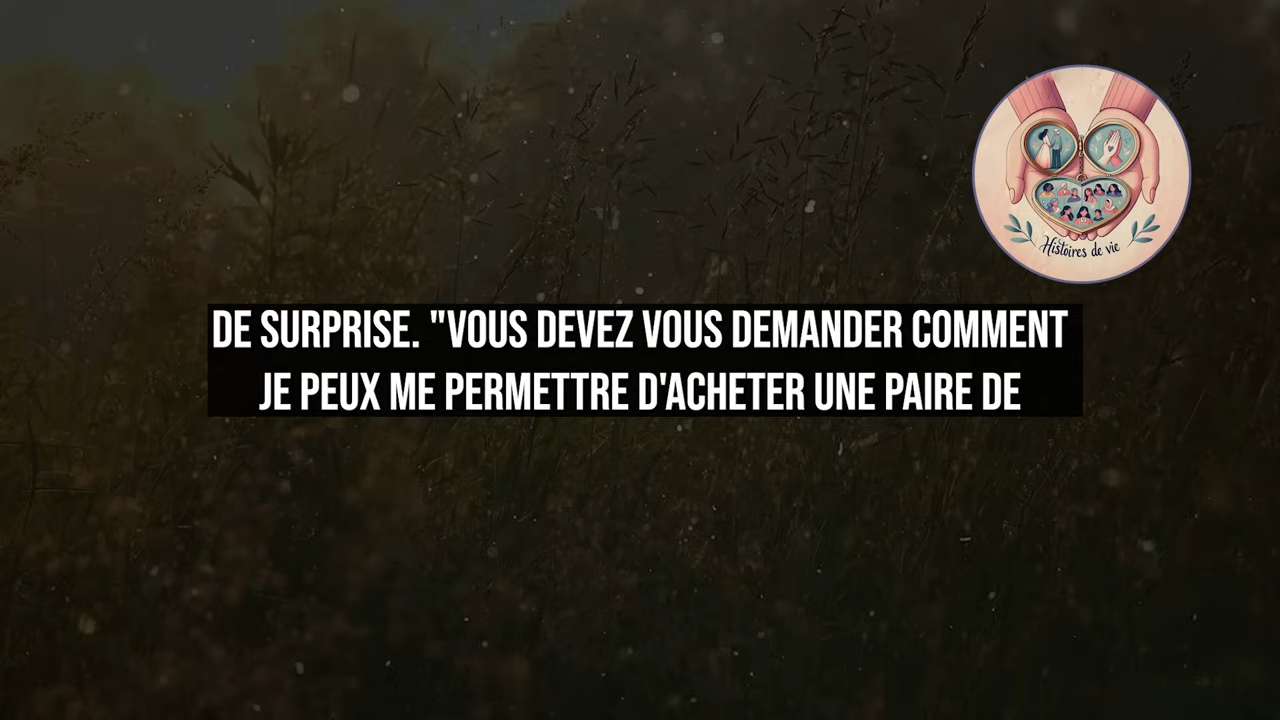 Histoires de vie
DE SURPRISE. "VOUS DEVEZ VOUS DEMANDER COMMENT
JE PEUX ME PERMETTRE D'ACHETER UNE PAIRE DE